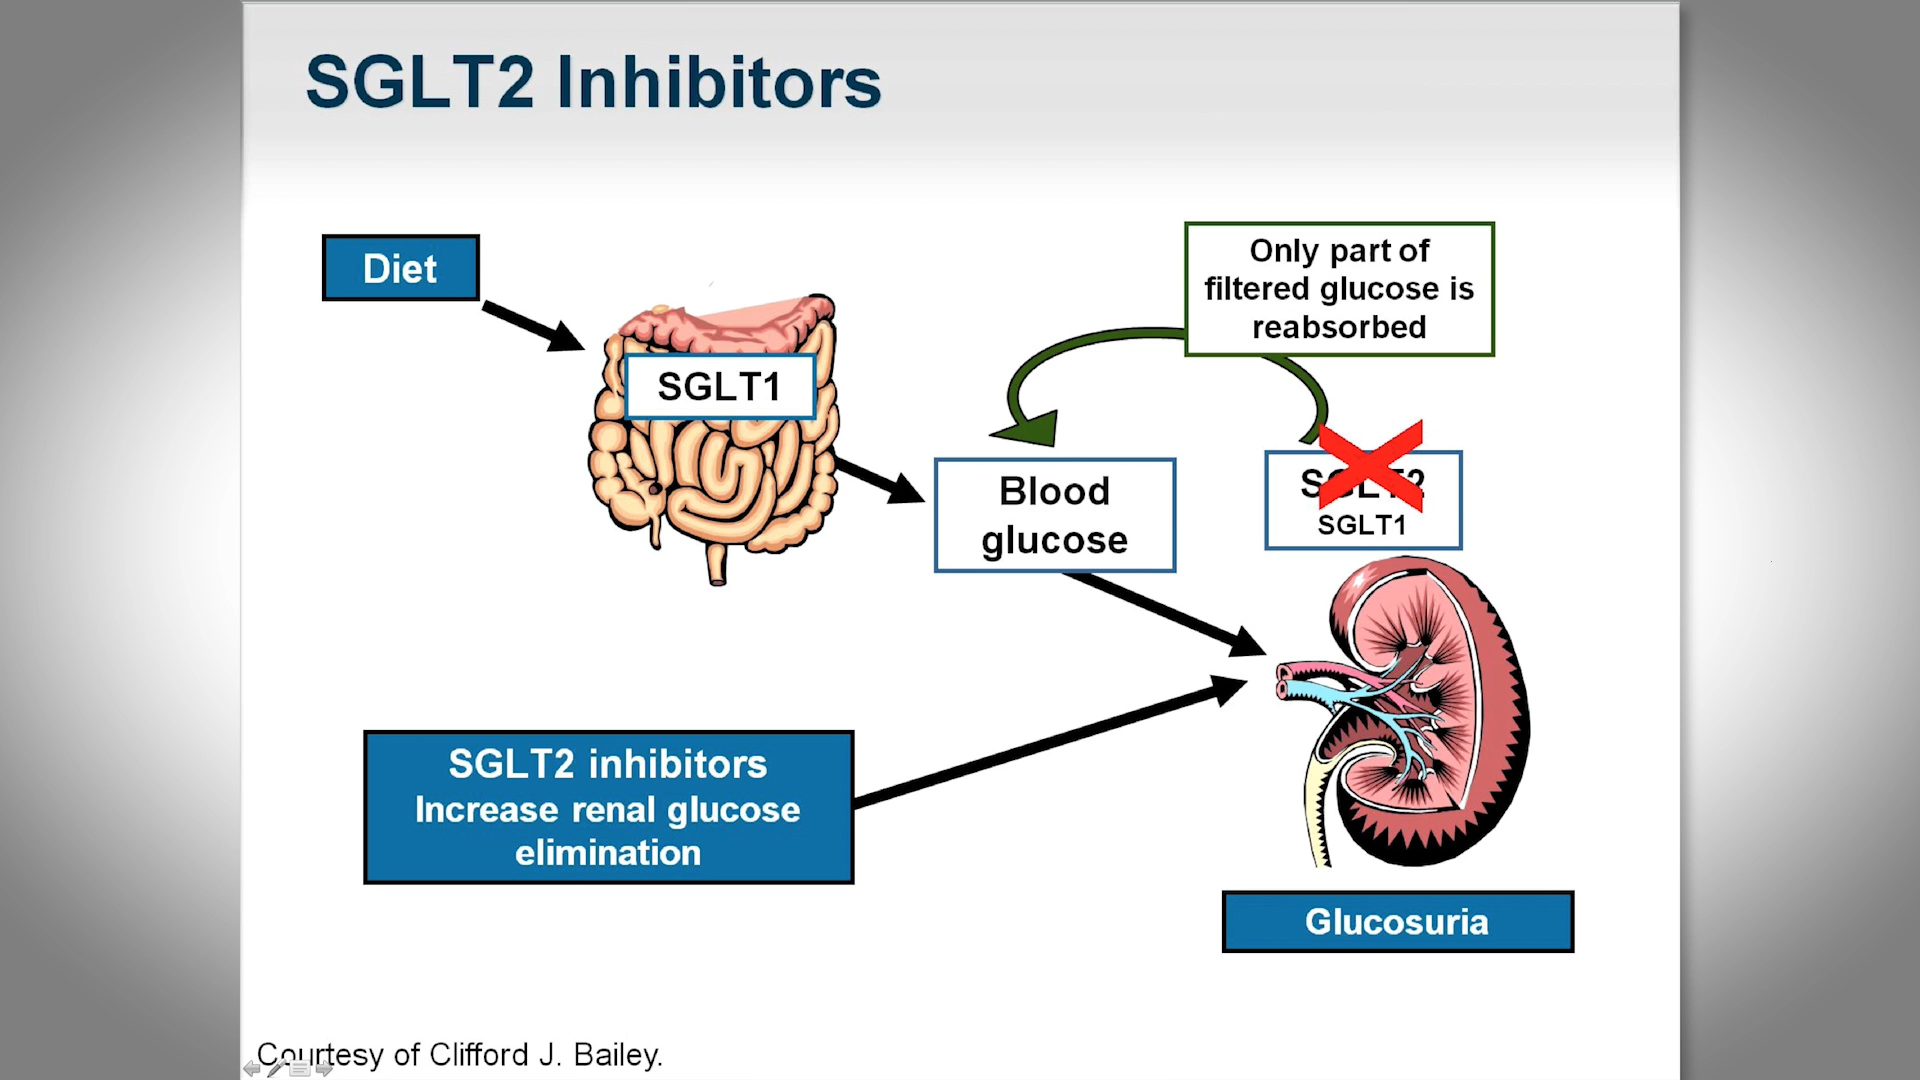 SGLT2 Inhibitors
Diet
Only part of
filtered glucose is
reabsorbed
SGLT1
Blood
glucose
SGLT2
SGLT1
SGLT2 inhibitors
Increase renal glucose
elimination
Glucosuria
Courtesy of Clifford J. Bailey.